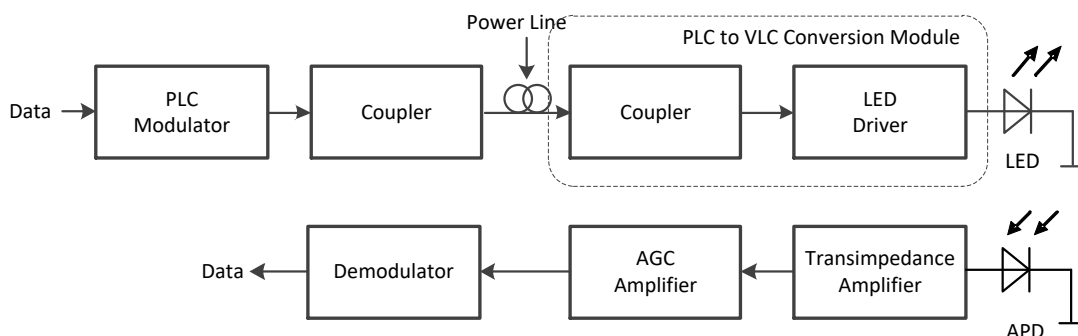 Power Line
PLC to VLC Conversion Module
Data
PLC
Modulator
Coupler
Coupler
LED
Driver
LED
Data
Demodulator
AGC
Amplifier
Transimpedance
Amplifier
APD